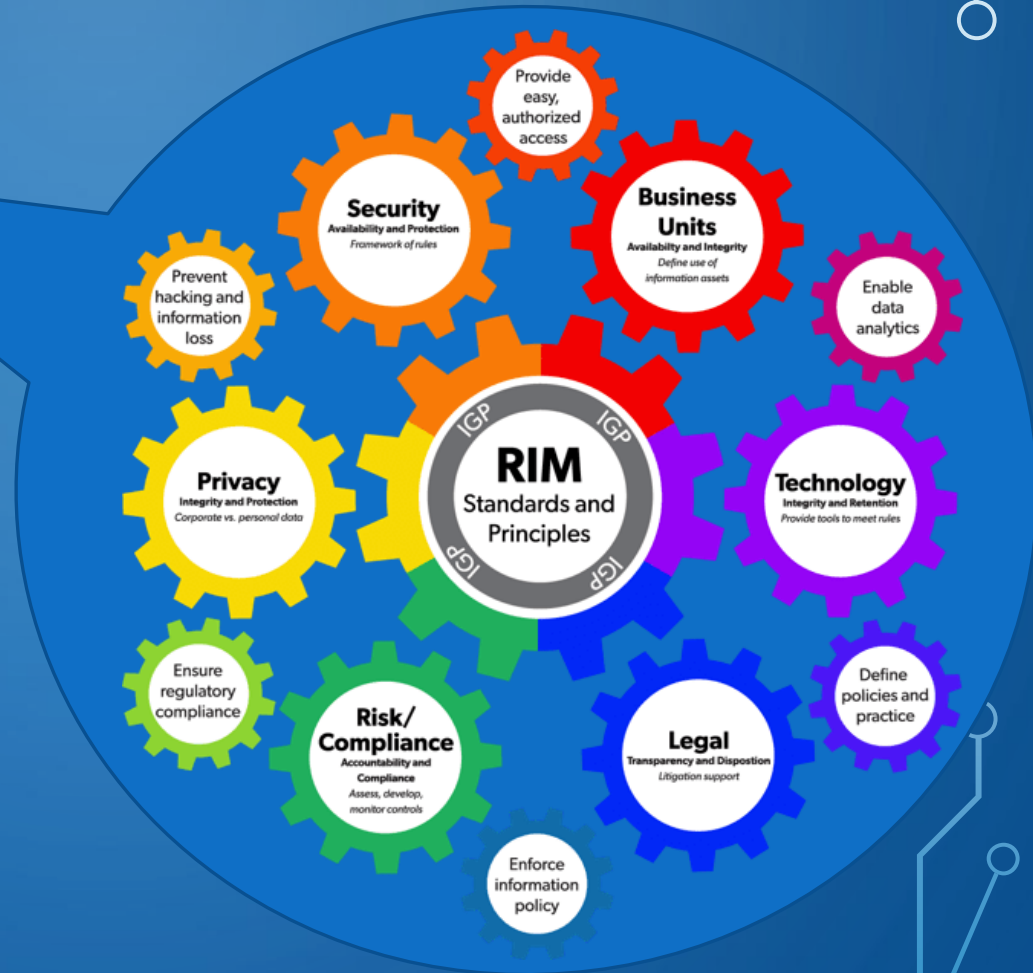 Provide
easy,
authorized
access
Security
Availability and Protection
Framework of rules
Business
Units
Availabilty and Integrity
Define use of
information assets
Prevent
hacking and
information
loss
Enable
data
analytics
IGP
IGP
RIM
Standards and
Principles
IGP
IGP
Privacy
Integrity and Protection
Corporate vs. personal data
Technology
Integrity and Retention
Provide tools to meet rules
Ensure
regulatory
compliance
Define
policies and
practice
Risk/
Compliance
Accountability and
Compliance
Assess, develop,
monitor controls
Legal
Transparency and Dispostion
Litigation support
Enforce
information
policy